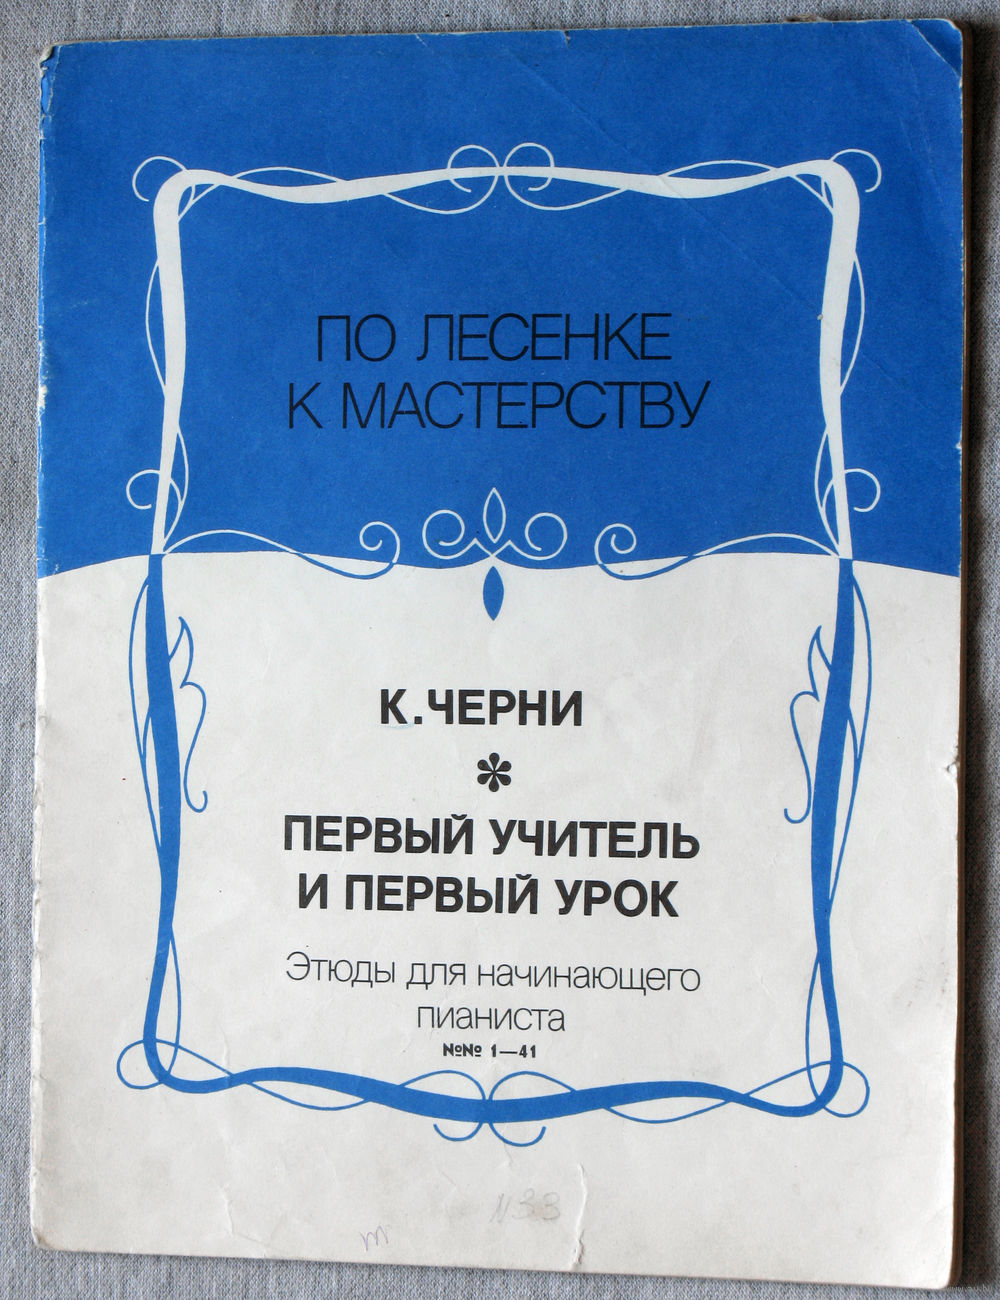 ПО ЛЕСЕНКЕ
К МАСТЕРСТВУ
К. ЧЕРНИ
*
ПЕРВЫЙ УЧИТЕЛЬ
И ПЕРВЫЙ УРОК
Этюды для начинающего
пианиста
№№ 1—41